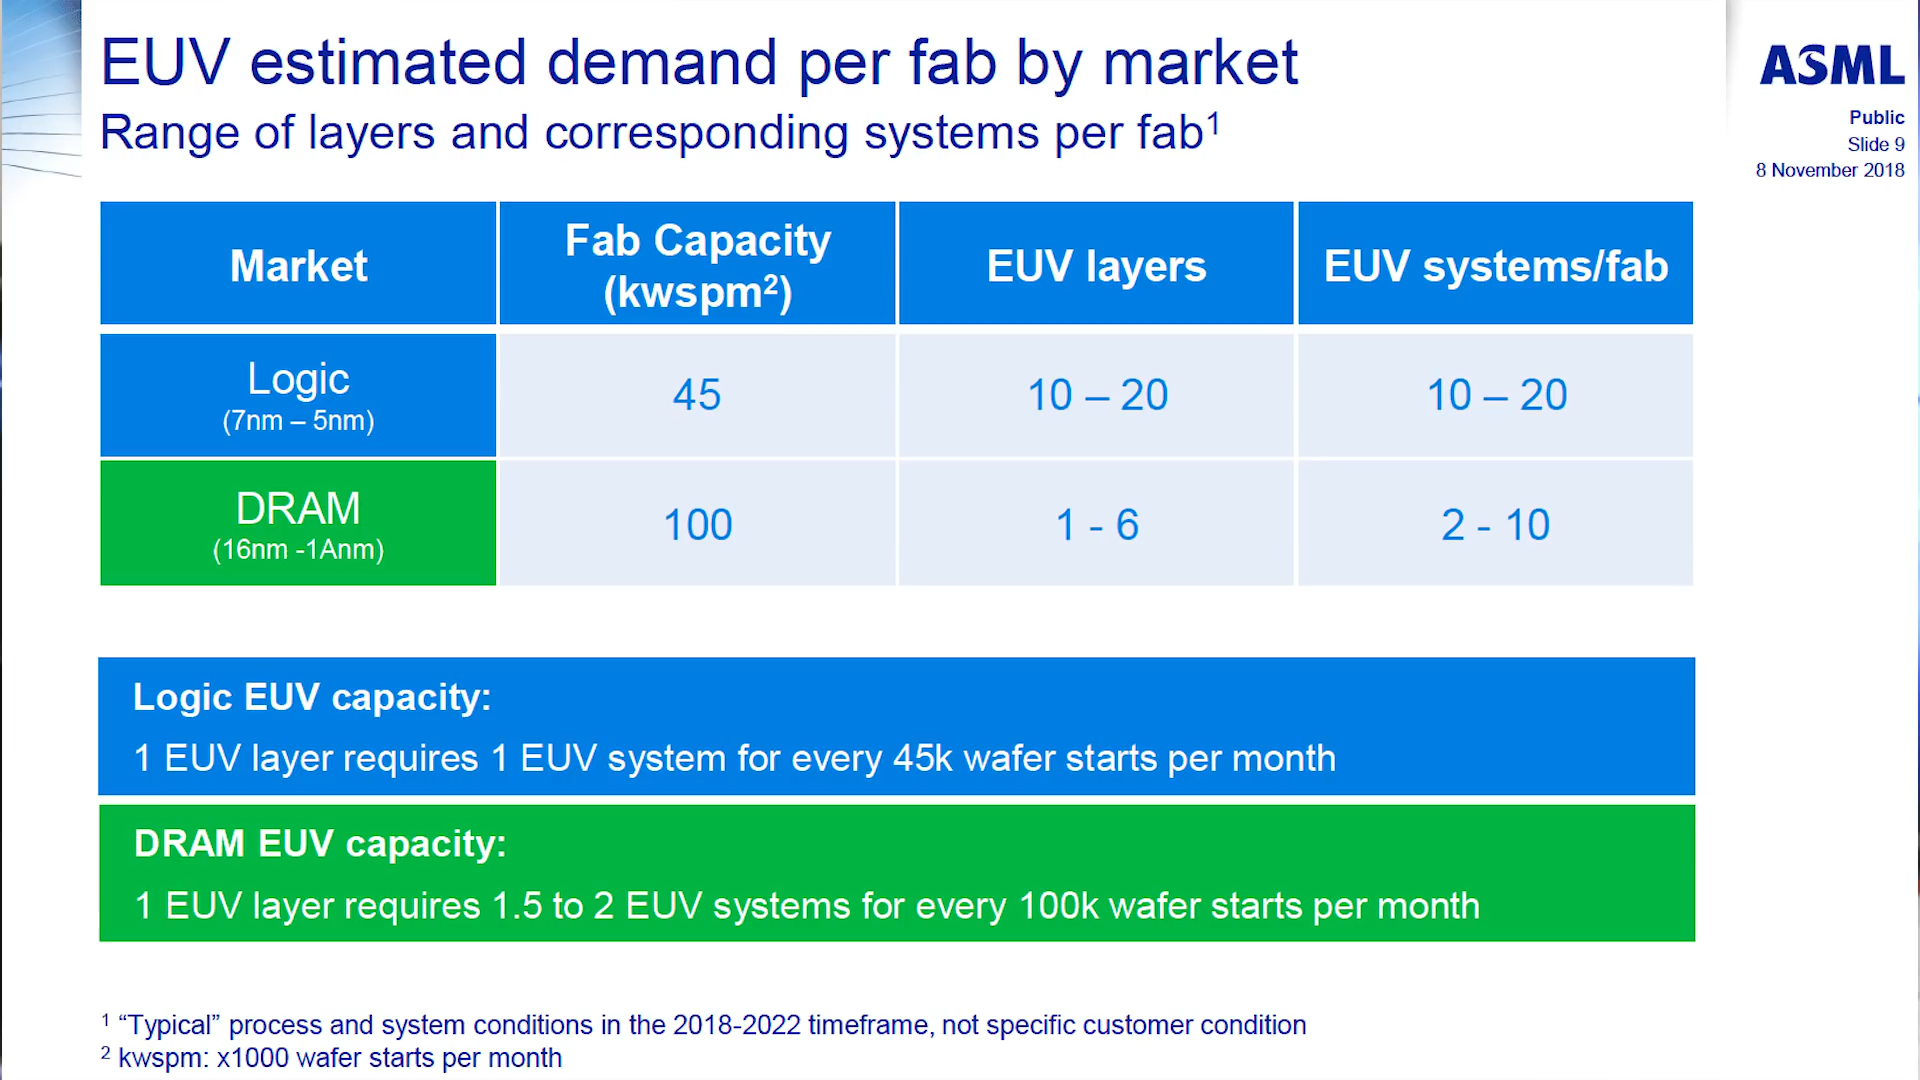 EUV estimated demand per fab by market
Range of layers and corresponding systems per fab¹
ASML
Public
Slide 9
8 November 2018
Market
Fab Capacity
(kwspm²)
EUV layers
EUV systems/fab
Logic
(7nm – 5nm)
45
10 – 20
10 – 20
DRAM
(16nm -1Anm)
100
1 - 6
2 - 10
Logic EUV capacity:
1 EUV layer requires 1 EUV system for every 45k wafer starts per month
DRAM EUV capacity:
1 EUV layer requires 1.5 to 2 EUV systems for every 100k wafer starts per month
¹ “Typical” process and system conditions in the 2018-2022 timeframe, not specific customer condition
² kwspm: x1000 wafer starts per month